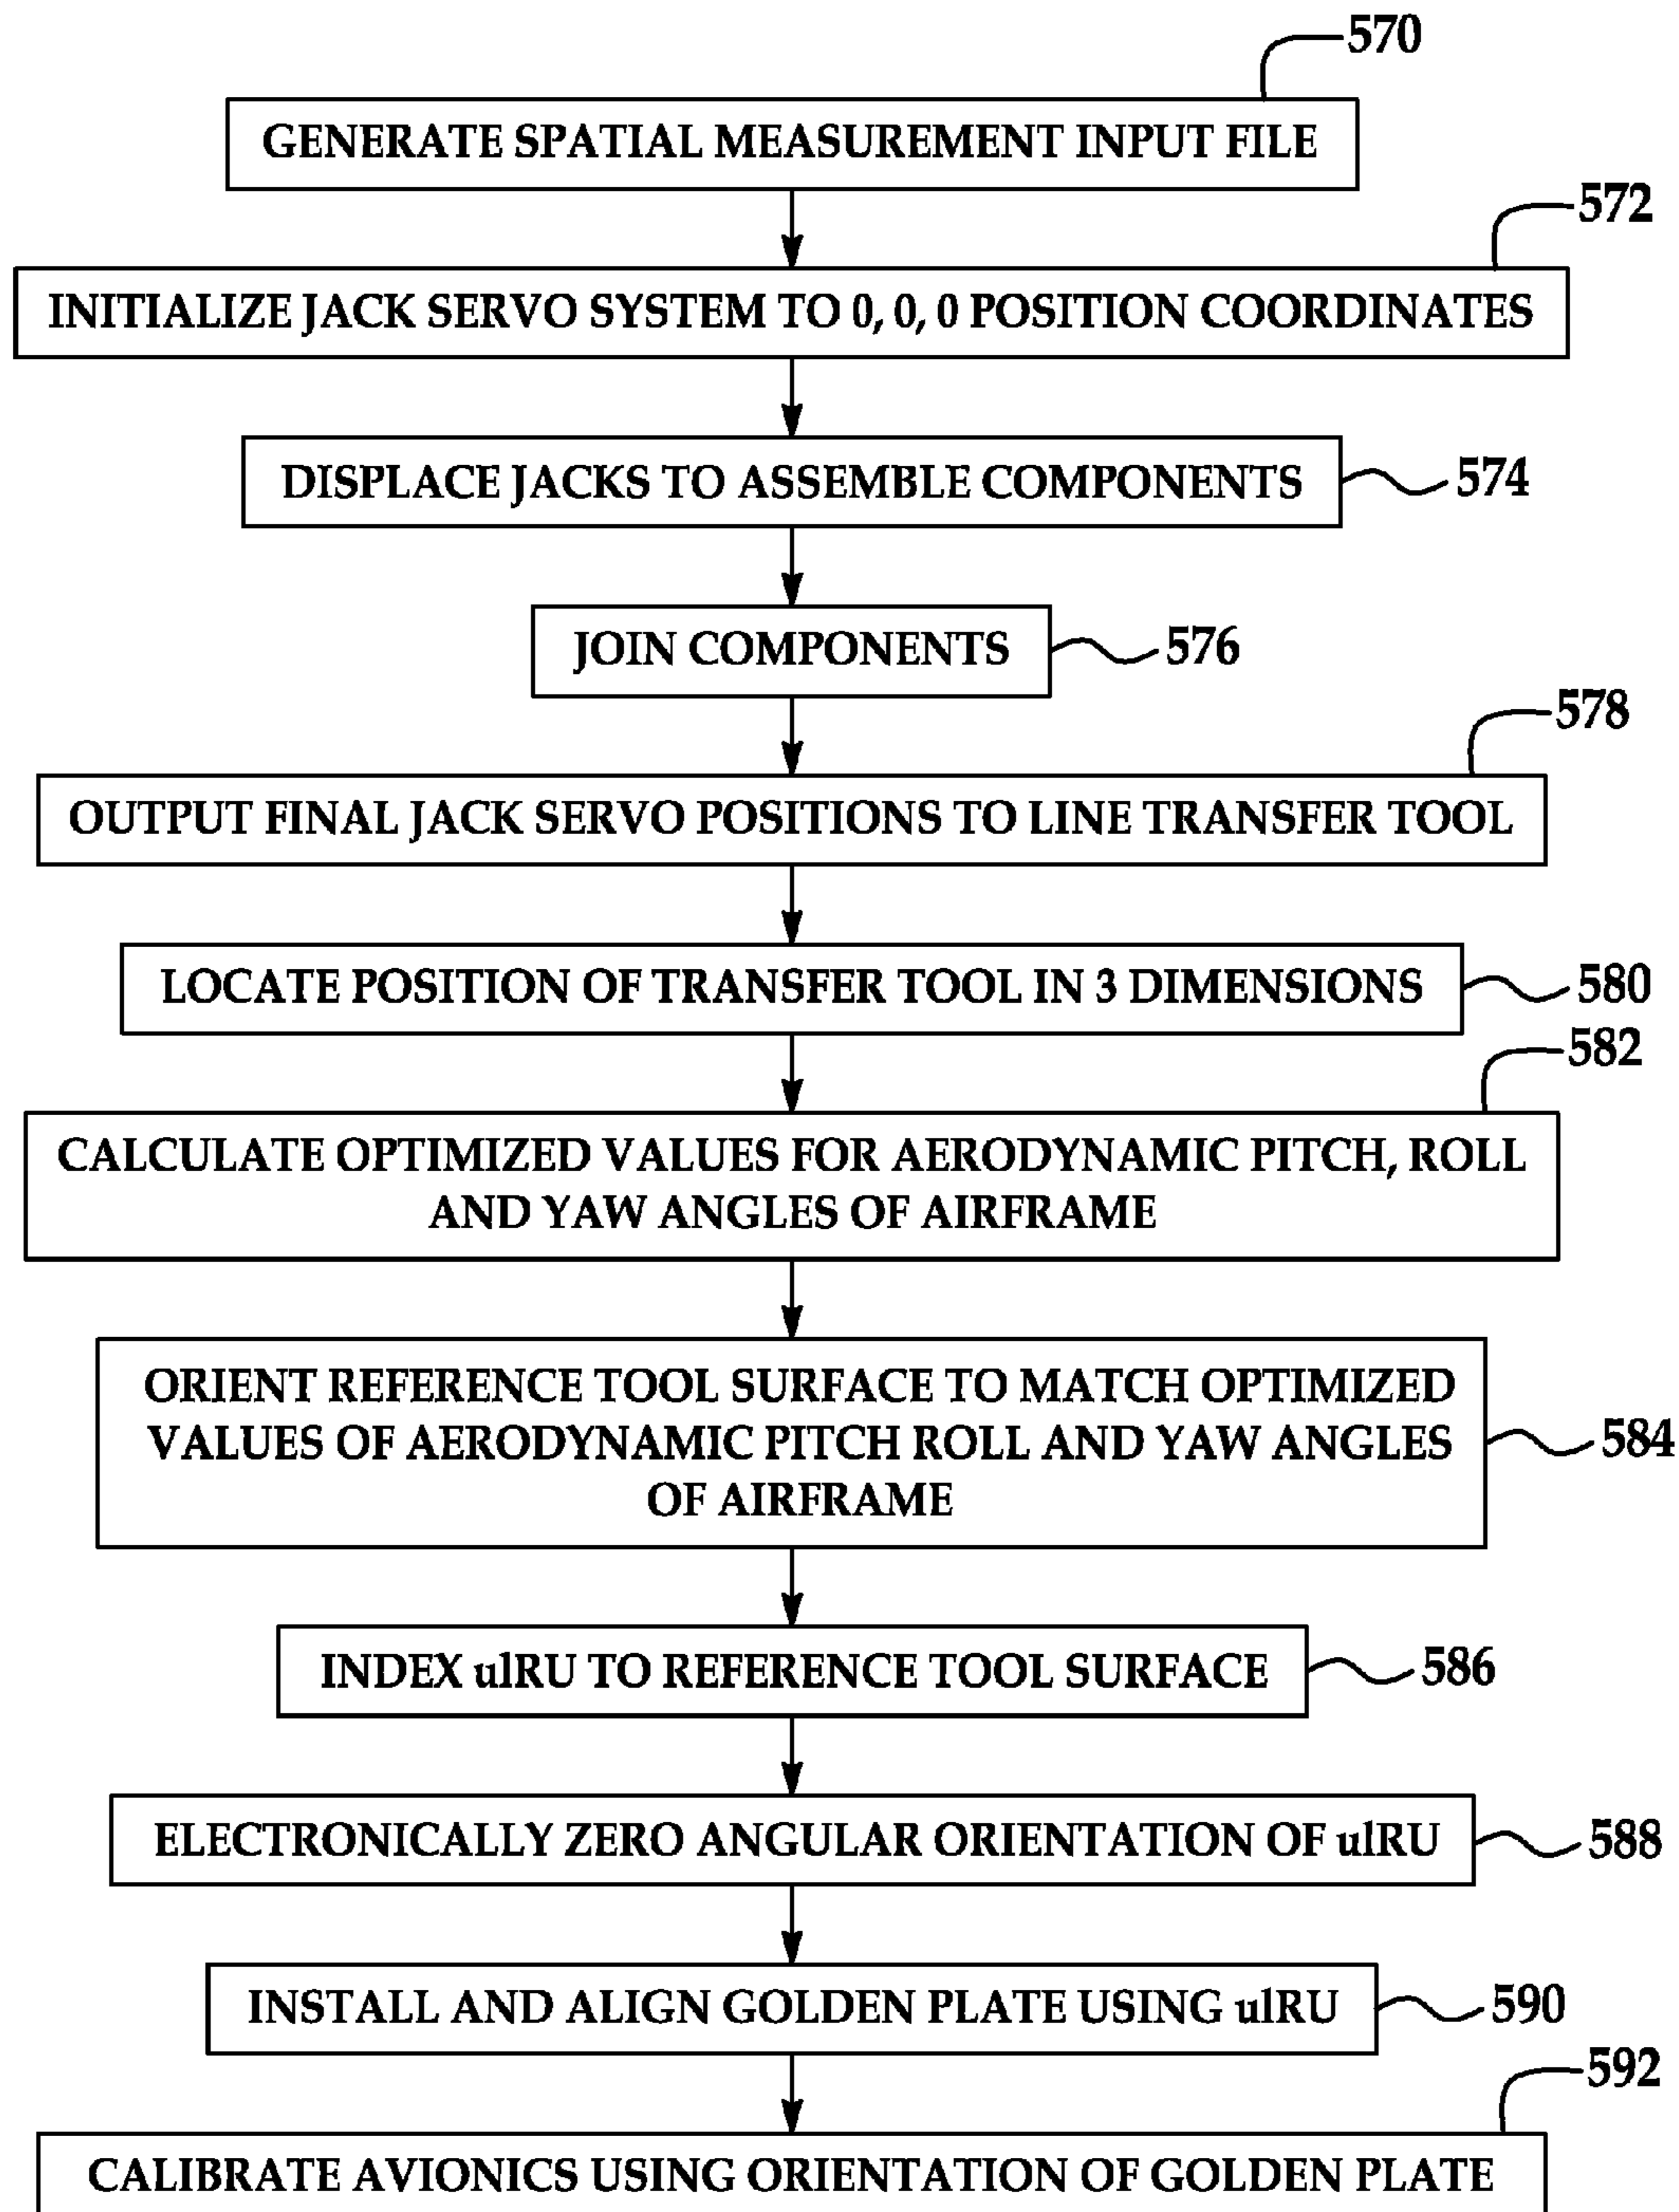 570
GENERATE SPATIAL MEASUREMENT INPUT FILE
572
INITIALIZE JACK SERVO SYSTEM TO 0, 0, 0 POSITION COORDINATES
DISPLACE JACKS TO ASSEMBLE COMPONENTS
574
JOIN COMPONENTS
576
578
OUTPUT FINAL JACK SERVO POSITIONS TO LINE TRANSFER TOOL
LOCATE POSITION OF TRANSFER TOOL IN 3 DIMENSIONS
580
582
CALCULATE OPTIMIZED VALUES FOR AERODYNAMIC PITCH, ROLL
AND YAW ANGLES OF AIRFRAME
ORIENT REFERENCE TOOL SURFACE TO MATCH OPTIMIZED
VALUES OF AERODYNAMIC PITCH ROLL AND YAW ANGLES
OF AIRFRAME
584
INDEX ulRU TO REFERENCE TOOL SURFACE
586
ELECTRONICALLY ZERO ANGULAR ORIENTATION OF ulRU
588
INSTALL AND ALIGN GOLDEN PLATE USING ulRU
590
592
CALIBRATE AVIONICS USING ORIENTATION OF GOLDEN PLATE